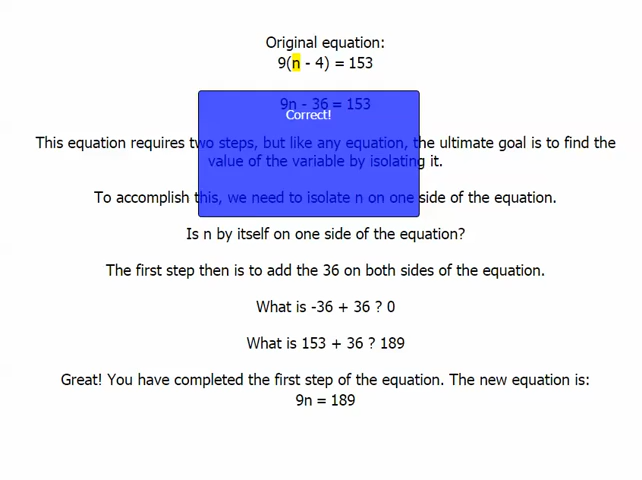 Original equation:
9(n - 4) = 153
9n - 36 = 153
Correct!
This equation requires two steps, but like any equation, the ultimate goal is to find the
value of the variable by isolating it.
To accomplish this, we need to isolate n on one side of the equation.
Is n by itself on one side of the equation?
The first step then is to add the 36 on both sides of the equation.
What is -36 + 36 ? 0
What is 153 + 36 ? 189
Great! You have completed the first step of the equation. The new equation is:
9n = 189